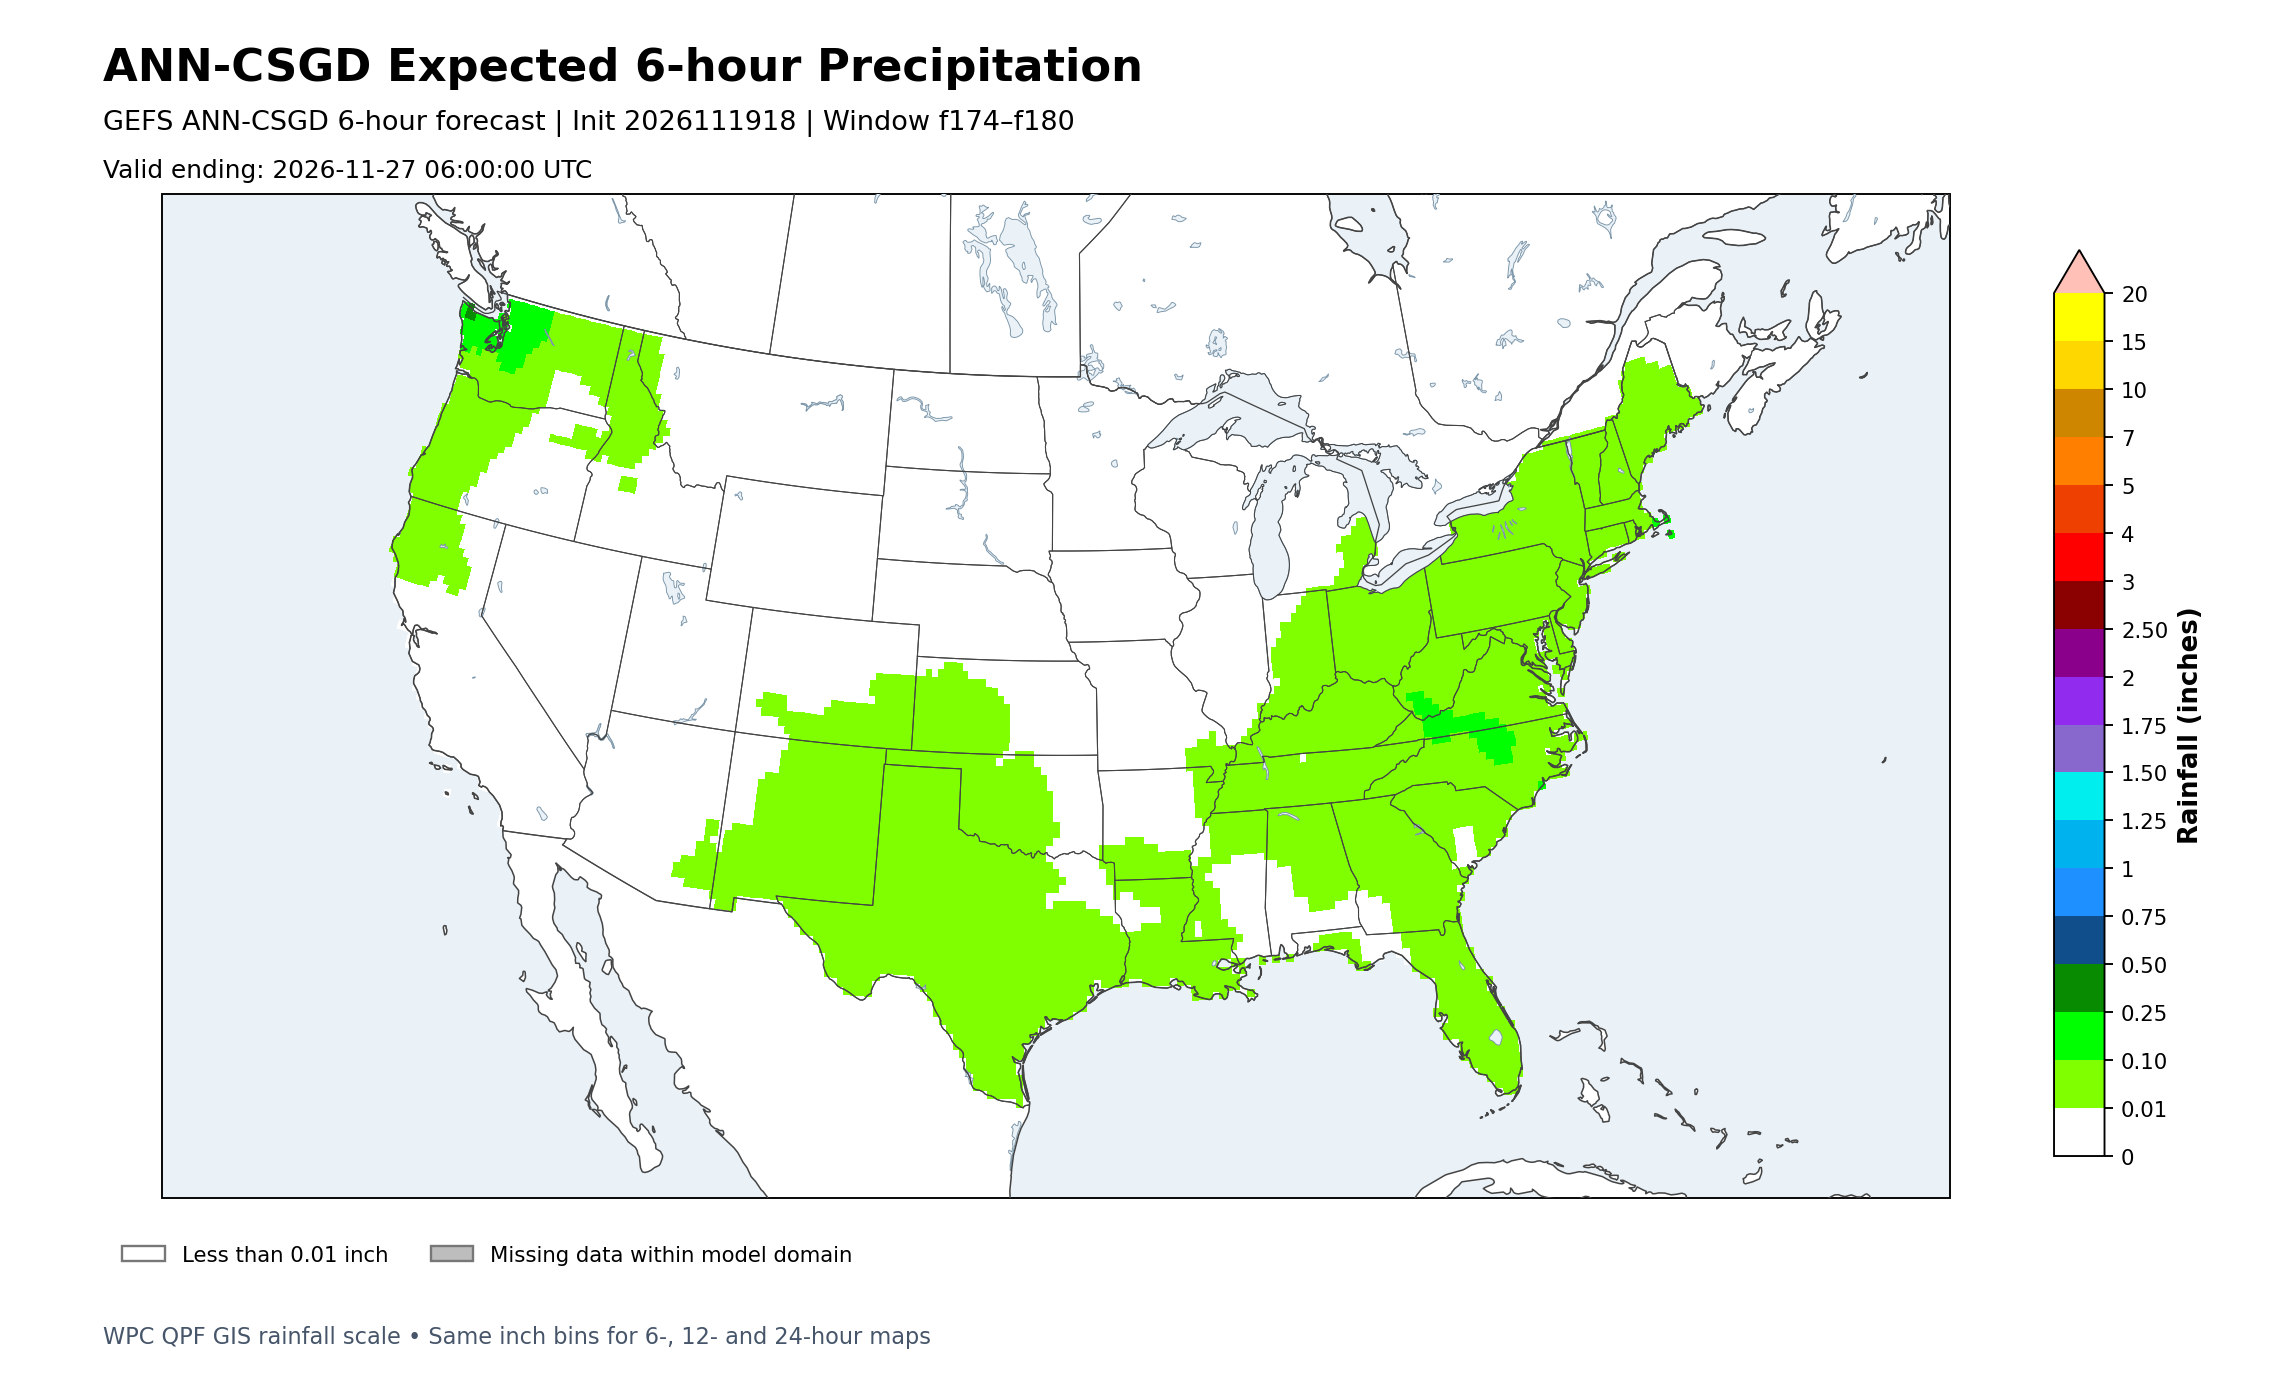 ANN-CSGD Expected 6-hour Precipitation
GEFS ANN-CSGD 6-hour forecast | Init 2026111918 | Window f174–f180
Valid ending: 2026-11-27 06:00:00 UTC
20
15
10
7
5
4
3
2.50
2
1.75
1.50
1.25
1
0.75
0.50
0.25
0.10
0.01
0
Rainfall (inches)
Less than 0.01 inch
Missing data within model domain
WPC QPF GIS rainfall scale • Same inch bins for 6-, 12- and 24-hour maps